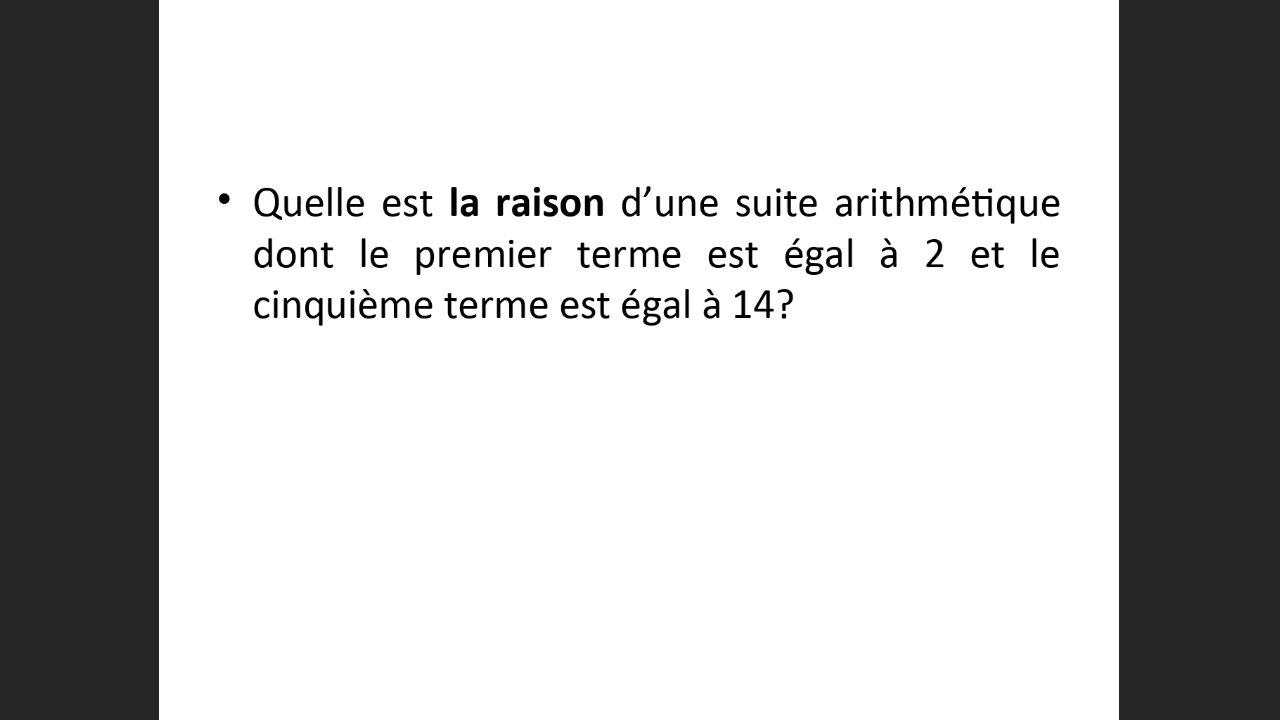 • Quelle est la raison d’une suite arithmétique
dont le premier terme est égal à 2 et le
cinquième terme est égal à 14?